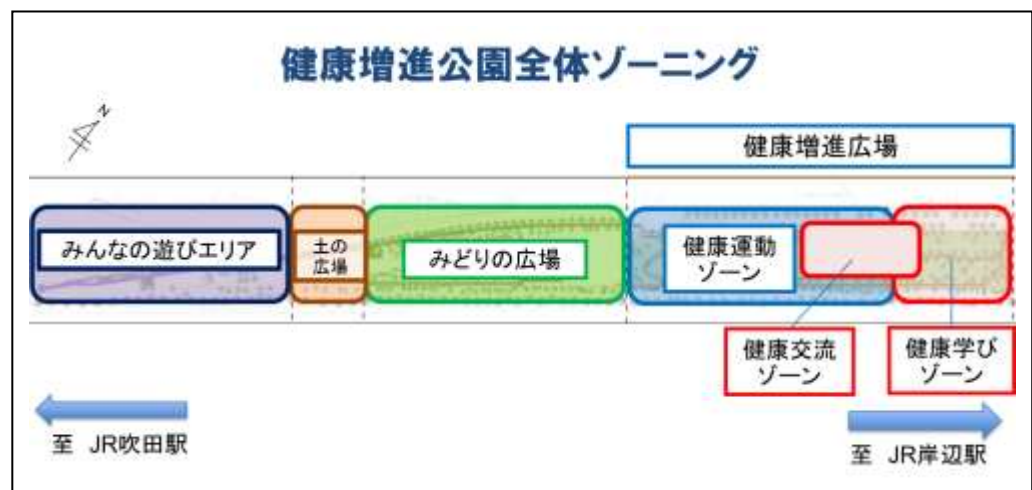 健康増進公園全体ゾーニング
N
健康増進広場
みんなの遊びエリア
土の
広場
みどりの広場
健康運動
ゾーン
健康交流
ゾーン
健康学び
ゾーン
至 JR吹田駅
至 JR岸辺駅